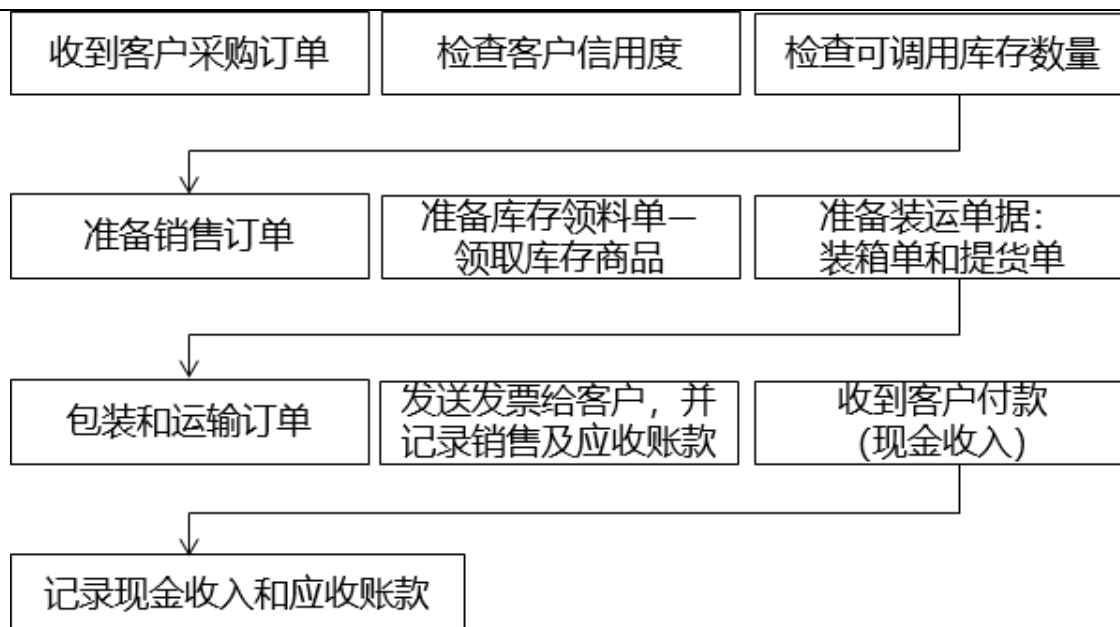 收到客户采购订单
检查客户信用度
检查可调用库存数量
准备销售订单
准备库存领料单—
领取库存商品
准备装运单据：
装箱单和提货单
包装和运输订单
发送发票给客户，并
记录销售及应收账款
收到客户付款
（现金收入）
记录现金收入和应收账款